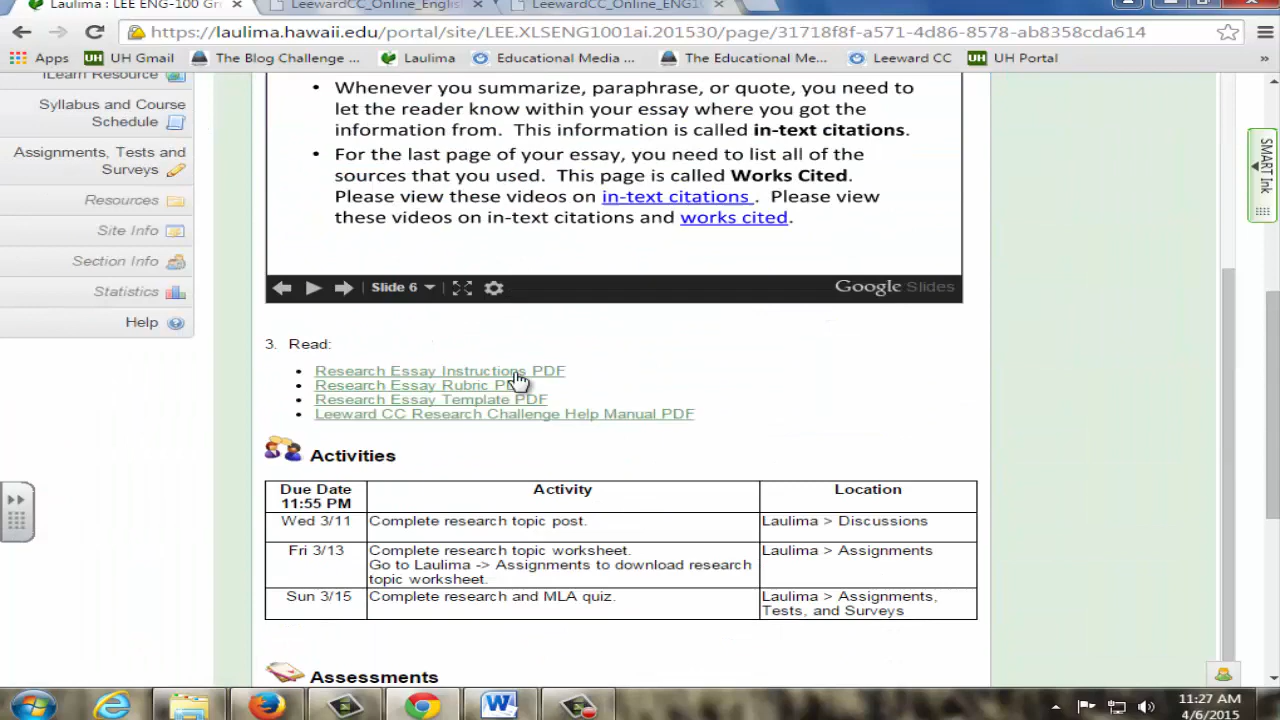 Laulima : LEE ENG-100 Gr
LeewardCC_Online_Englis
LeewardCC_Online_ENG1
https://laulima.hawaii.edu/portal/site/LEE.XLSENG1001ai.201530/page/31718f8f-a571-4d86-8578-ab8358cda614
Apps
UH Gmail
The Blog Challenge ...
Laulima
Educational Media ...
The Educational Me...
Leeward CC
UH Portal
»
iLearn Resource
Syllabus and Course
Schedule
Assignments, Tests and
Surveys
Resources
Site Info
Section Info
Statistics
Help
• Whenever you summarize, paraphrase, or quote, you need to
let the reader know within your essay where you got the
information from. This information is called in-text citations.
• For the last page of your essay, you need to list all of the
sources that you used. This page is called Works Cited.
Please view these videos on in-text citations . Please view
these videos on in-text citations and works cited.
Slide 6
Google Slides
3. Read:
• Research Essay Instructions PDF
• Research Essay Rubric PDF
• Research Essay Template PDF
• Leeward CC Research Challenge Help Manual PDF
Activities
Due Date
11:55 PM
Activity
Location
Wed 3/11
Complete research topic post.
Laulima > Discussions
Fri 3/13
Complete research topic worksheet.
Go to Laulima -> Assignments to download research
topic worksheet.
Laulima > Assignments
Sun 3/15
Complete research and MLA quiz.
Laulima > Assignments,
Tests, and Surveys
Assessments
SMART Ink
11:27 AM
4/6/2015